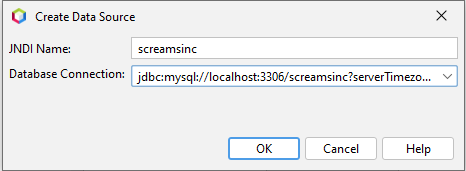 Create Data Source
JNDI Name: screamsinc
Database Connection: jdbc:mysql://localhost:3306/screamsinc?serverTimezo...
OK Cancel Help